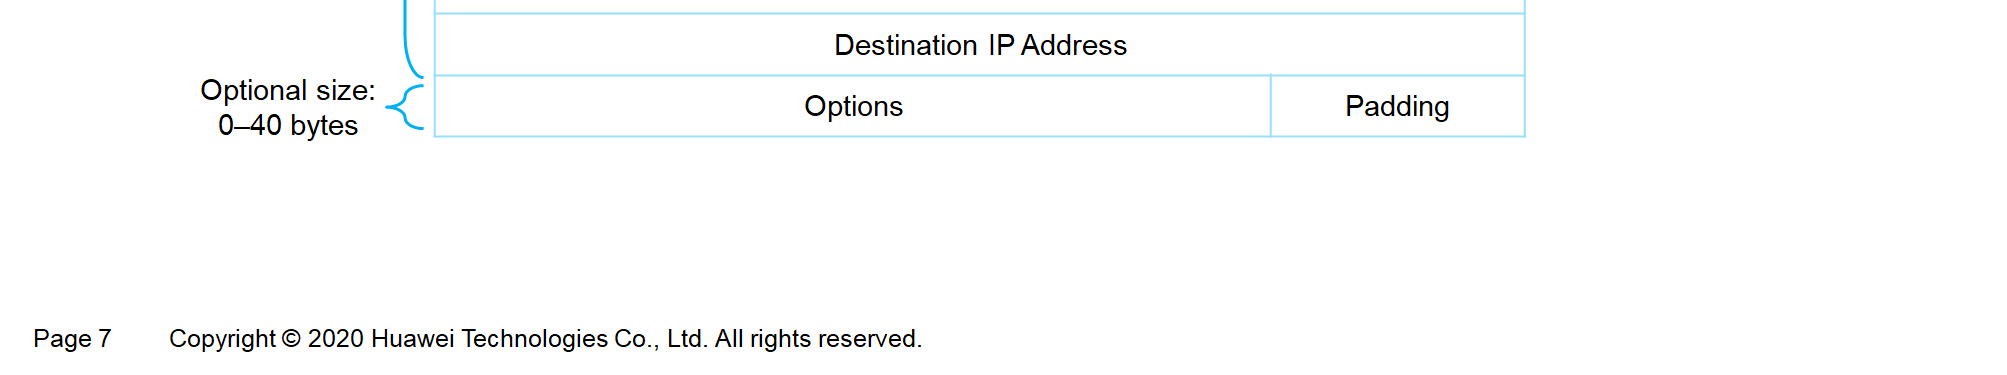 Destination IP Address
Optional size:
0–40 bytes
Options
Padding
Page 7
Copyright © 2020 Huawei Technologies Co., Ltd. All rights reserved.